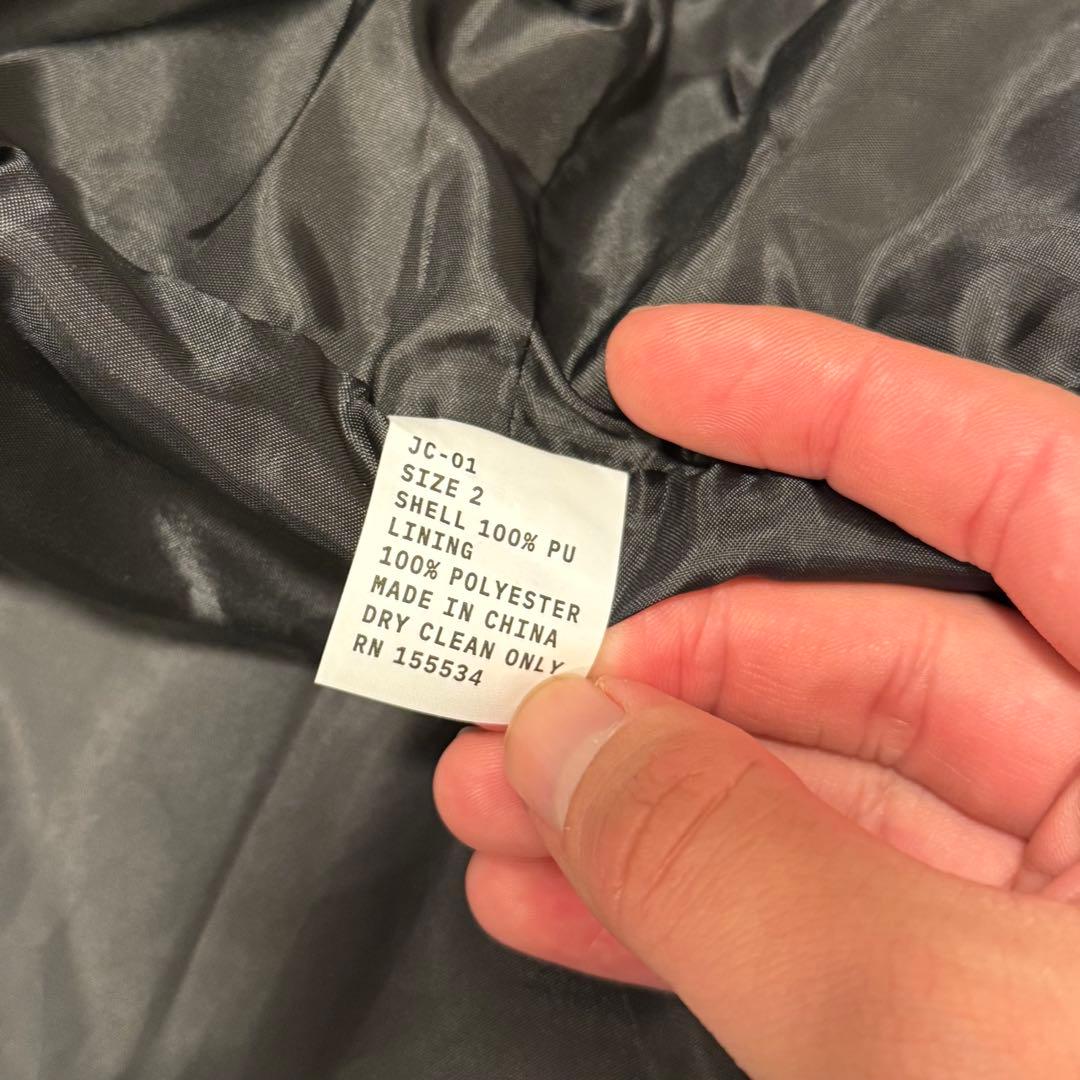 JC-01
SIZE 2
SHELL 100% PU
LINING
100% POLYESTER
MADE IN CHINA
DRY CLEAN ONLY
RN 155534